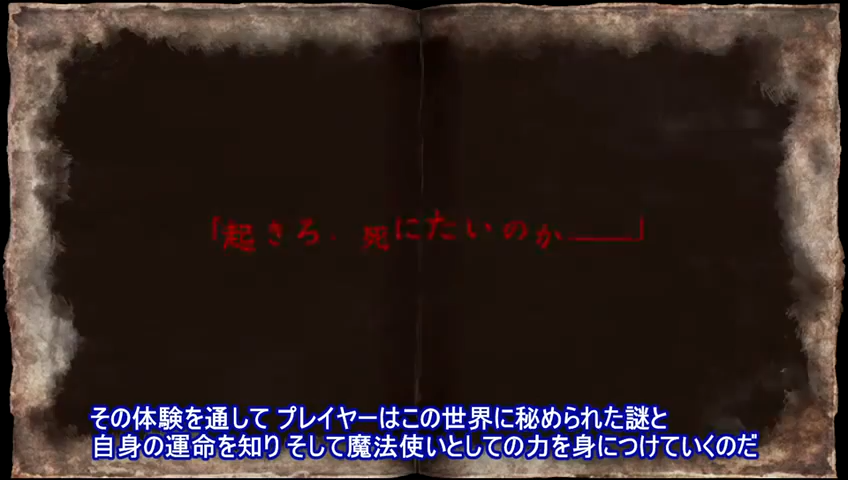 「起きろ、死にたいのか――」
その体験を通して プレイヤーはこの世界に秘められた謎と
自身の運命を知り そして魔法使いとしての力を身につけていくのだ